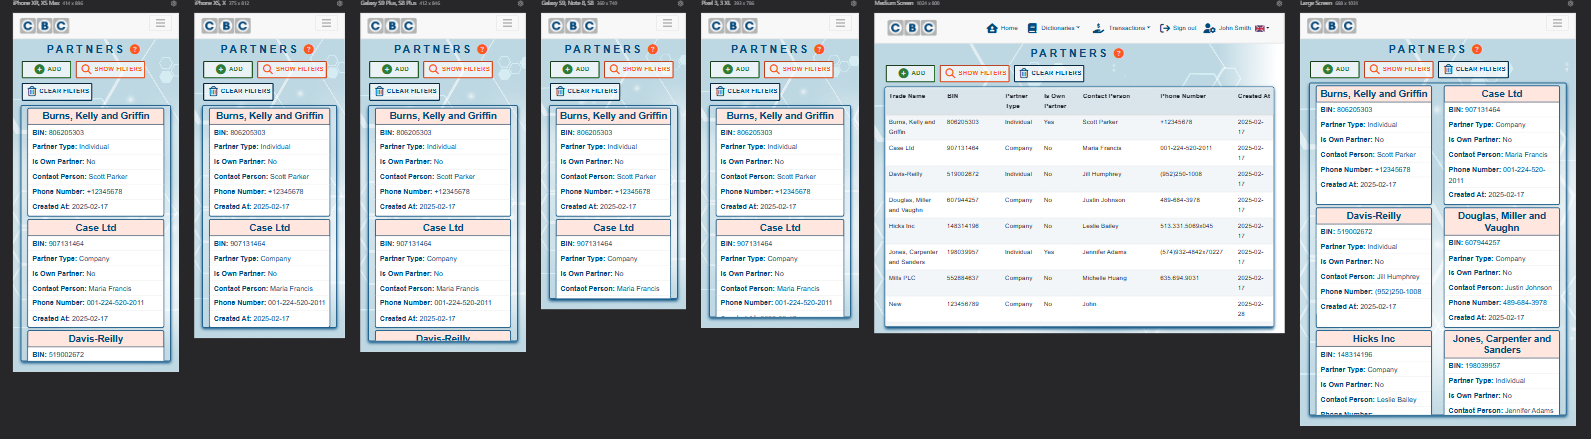 iPhone XR, XS Max 414 x 896
CBC
PARTNERS ?
ADD
SHOW FILTERS
CLEAR FILTERS
Burns, Kelly and Griffin
BIN: 806205303
Partner Type: Individual
Is Own Partner: No
Contact Person: Scott Parker
Phone Number: +12345678
Created At: 2025-02-17
Case Ltd
BIN: 907131464
Partner Type: Company
Is Own Partner: No
Contact Person: Maria Francis
Phone Number: 001-224-520-2011
Created At: 2025-02-17
Davis-Reilly
BIN: 519002672
iPhone XS, X 375 x 812
CBC
PARTNERS ?
ADD
SHOW FILTERS
CLEAR FILTERS
Burns, Kelly and Griffin
BIN: 806205303
Partner Type: Individual
Is Own Partner: No
Contact Person: Scott Parker
Phone Number: +12345678
Created At: 2025-02-17
Case Ltd
BIN: 907131464
Partner Type: Company
Is Own Partner: No
Contact Person: Maria Francis
Phone Number: 001-224-520-2011
Created At: 2025-02-17
Galaxy S9 Plus, S8 Plus 412 x 846
CBC
PARTNERS ?
ADD
SHOW FILTERS
CLEAR FILTERS
Burns, Kelly and Griffin
BIN: 806205303
Partner Type: Individual
Is Own Partner: No
Contact Person: Scott Parker
Phone Number: +12345678
Created At: 2025-02-17
Case Ltd
BIN: 907131464
Partner Type: Company
Is Own Partner: No
Contact Person: Maria Francis
Phone Number: 001-224-520-2011
Created At: 2025-02-17
Davis-Reilly
Galaxy S9, Note 8, S8 360 x 740
CBC
PARTNERS ?
ADD
SHOW FILTERS
CLEAR FILTERS
Burns, Kelly and Griffin
BIN: 806205303
Partner Type: Individual
Is Own Partner: No
Contact Person: Scott Parker
Phone Number: +12345678
Created At: 2025-02-17
Case Ltd
BIN: 907131464
Partner Type: Company
Is Own Partner: No
Contact Person: Maria Francis
Pixel 3, 3 XL 393 x 786
CBC
PARTNERS ?
ADD
SHOW FILTERS
CLEAR FILTERS
Burns, Kelly and Griffin
BIN: 806205303
Partner Type: Individual
Is Own Partner: No
Contact Person: Scott Parker
Phone Number: +12345678
Created At: 2025-02-17
Case Ltd
BIN: 907131464
Partner Type: Company
Is Own Partner: No
Contact Person: Maria Francis
Phone Number: 001-224-520-2011
Created At: 2025-02-17
Medium Screen 1024 x 800
CBC
Home Dictionaries Transactions Sign out John Smith
PARTNERS ?
ADD
SHOW FILTERS
CLEAR FILTERS
Trade Name BIN Partner Type Is Own Partner Contact Person Phone Number Created At
Burns, Kelly and Griffin 806205303 Individual Yes Scott Parker +12345678 2025-02-17
Case Ltd 907131464 Company No Maria Francis 001-224-520-2011 2025-02-17
Davis-Reilly 519002672 Individual No Jill Humphrey (952)250-1008 2025-02-17
Douglas, Miller and Vaughn 607944257 Company No Justin Johnson 489-684-3978 2025-02-17
Hicks Inc 148314196 Company No Leslie Bailey 513.331.5069x045 2025-02-17
Jones, Carpenter and Sanders 198039957 Individual Yes Jennifer Adams (574)932-4642x70227 2025-02-17
Mills PLC 552884637 Company No Michelle Huang 635.694.9031 2025-02-17
New 123456789 Company No John 2025-02-28
Large Screen
CBC
PARTNERS ?
ADD
SHOW FILTERS
CLEAR FILTERS
Burns, Kelly and Griffin
BIN: 806205303
Partner Type: Individual
Is Own Partner: No
Contact Person: Scott Parker
Phone Number: +12345678
Created At: 2025-02-17
Case Ltd
BIN: 907131464
Partner Type: Company
Is Own Partner: No
Contact Person: Maria Francis
Phone Number: 001-224-520-
2011
Created At: 2025-02-17
Davis-Reilly
BIN: 519002672
Partner Type: Individual
Is Own Partner: No
Contact Person: Jill Humphrey
Phone Number: (952)250-1008
Created At: 2025-02-17
Douglas, Miller and
Vaughn
BIN: 607944257
Partner Type: Company
Is Own Partner: No
Contact Person: Justin Johnson
Phone Number: 489-684-3978
Created At: 2025-02-17
Hicks Inc
BIN: 148314196
Partner Type: Company
Is Own Partner: No
Contact Person: Leslie Bailey
Phone Number:
Jones, Carpenter and
Sanders
BIN: 198039957
Partner Type: Individual
Is Own Partner: No
Contact Person: Jennifer Adams